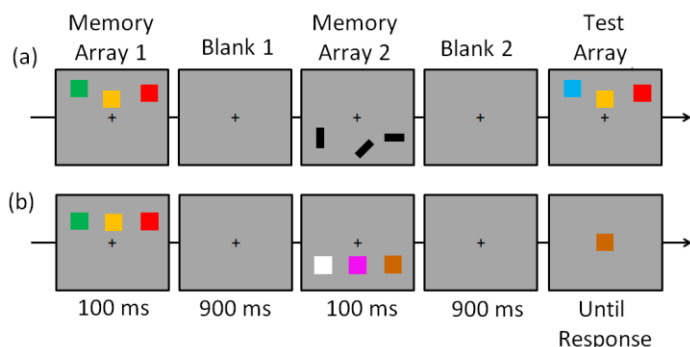 Memory Array 1
Blank 1
Memory Array 2
Blank 2
Test Array
(a)
(b)
100 ms
900 ms
100 ms
900 ms
Until Response